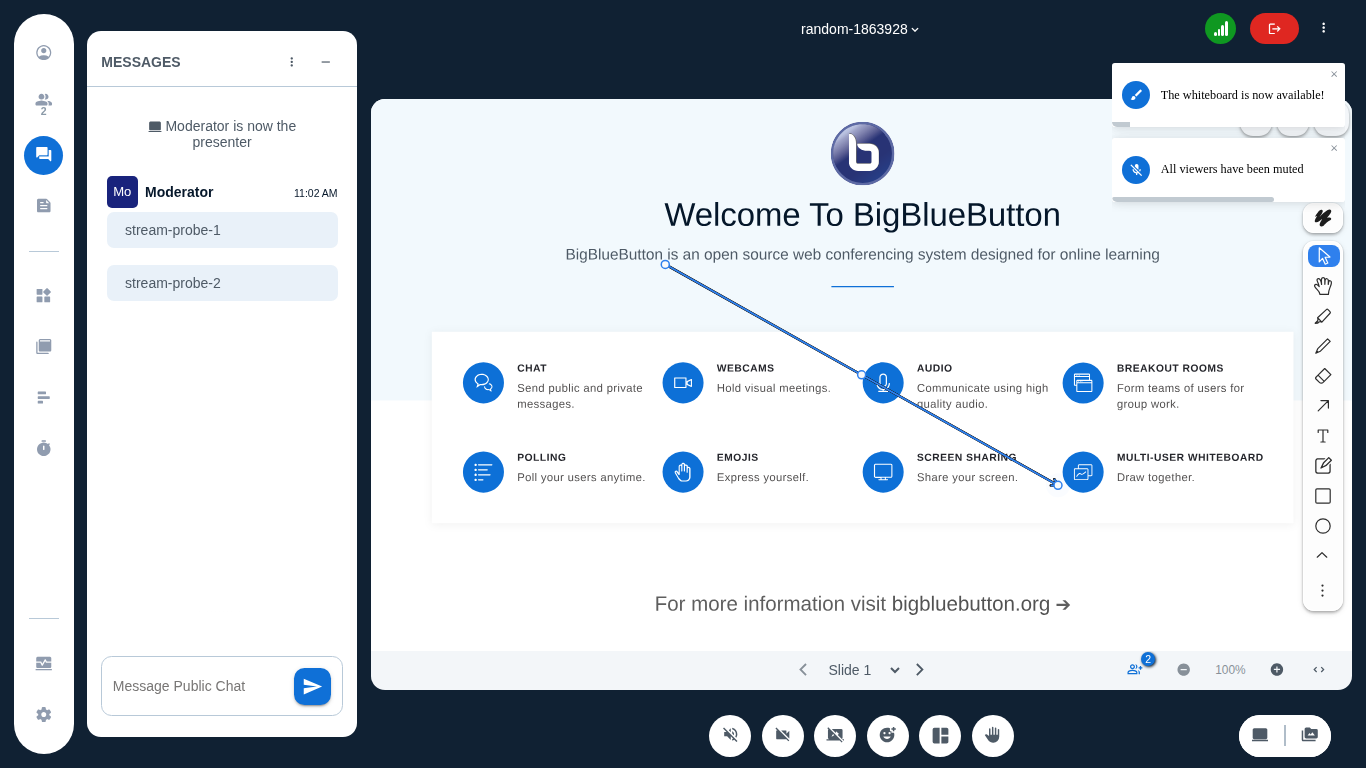 random-1863928
MESSAGES
2
Moderator is now the
presenter
Mo
Moderator
11:02 AM
stream-probe-1
stream-probe-2
Message Public Chat
The whiteboard is now available!
All viewers have been muted
Welcome To BigBlueButton
BigBlueButton is an open source web conferencing system designed for online learning
CHAT
Send public and private
messages.
WEBCAMS
Hold visual meetings.
AUDIO
Communicate using high
quality audio.
BREAKOUT ROOMS
Form teams of users for
group work.
POLLING
Poll your users anytime.
EMOJIS
Express yourself.
SCREEN SHARING
Share your screen.
MULTI-USER WHITEBOARD
Draw together.
For more information visit bigbluebutton.org ➔
Slide 1
2
100%